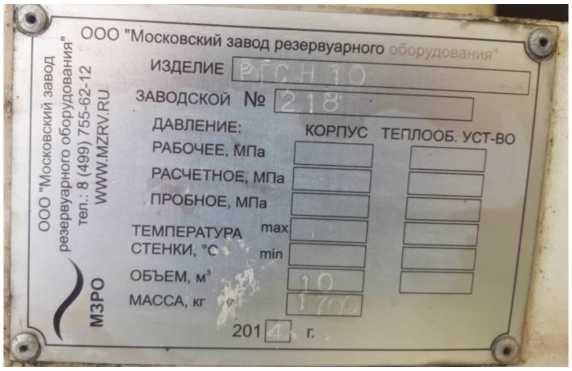 ООО "Московский завод резервуарного оборудования"
тел.: 8 (499) 755-62-12
WWW.MZRV.RU
МЗРО
ООО "Московский завод резервуарного оборудования"
ИЗДЕЛИЕ РГСН 10
ЗАВОДСКОЙ № 218
ДАВЛЕНИЕ: КОРПУС ТЕПЛООБ. УСТ-ВО
РАБОЧЕЕ, МПа
РАСЧЕТНОЕ, МПа
ПРОБНОЕ, МПа
ТЕМПЕРАТУРА max
СТЕНКИ, °С min
ОБЪЕМ, м³ 10
МАССА, кг 1700
2014 г.